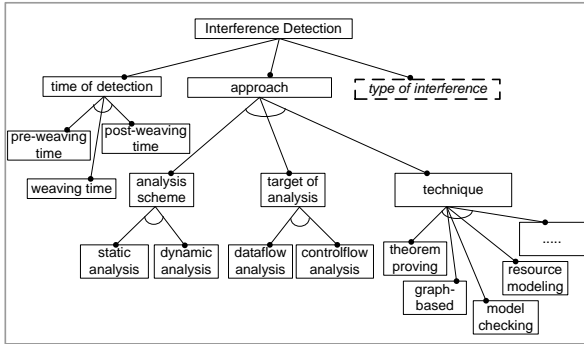 Interference Detection
time of detection
approach
type of interference
pre-weaving
time
post-weaving
time
weaving time
analysis
scheme
target of
analysis
technique
static
analysis
dynamic
analysis
dataflow
analysis
controlflow
analysis
theorem
proving
graph-
based
model
checking
resource
modeling
.....